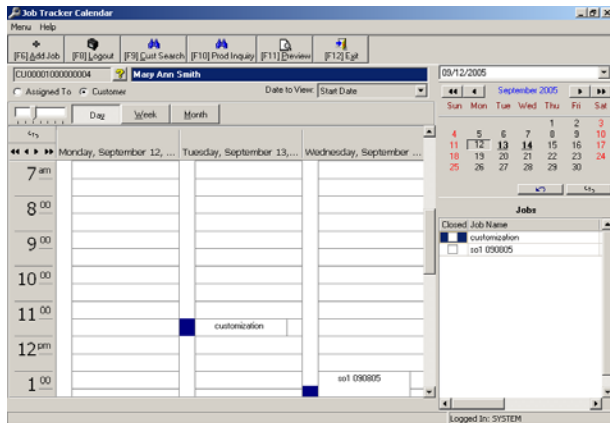 Job Tracker Calendar
Menu Help
[F6] Add Job [F8] Logout [F9] Cust Search [F10] Prod Inquiry [F11] Preview [F12] Exit
CU00001000000004 Mary Ann Smith
Assigned To Customer Date to View: Start Date
Day Week Month
Monday, September 12, ... Tuesday, September 13,... Wednesday, September ...
7 am
8 00
9 00
10 00
11 00
customization
12 pm
1 00
so1 090805
09/12/2005
September 2005
Sun Mon Tue Wed Thu Fri Sat
1 2 3
4 5 6 7 8 9 10
11 12 13 14 15 16 17
18 19 20 21 22 23 24
25 26 27 28 29 30
Jobs
Closed Job Name
customization
so1 090805
Logged In: SYSTEM